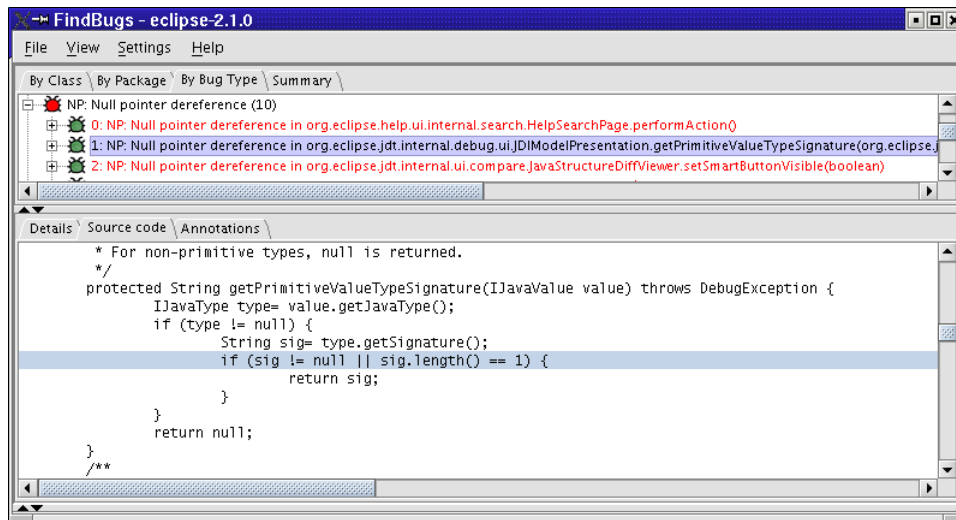 FindBugs - eclipse-2.1.0
File View Settings Help
By Class By Package By Bug Type Summary
NP: Null pointer dereference (10)
0: NP: Null pointer dereference in org.eclipse.help.ui.internal.search.HelpSearchPage.performAction()
1: NP: Null pointer dereference in org.eclipse.jdt.internal.debug.ui.JDIModelPresentation.getPrimitiveValueTypeSignature(org.eclipse.j
2: NP: Null pointer dereference in org.eclipse.jdt.internal.ui.compare.JavaStructureDiffViewer.setSmartButtonVisible(boolean)
Details Source code Annotations
* For non-primitive types, null is returned.
*/
protected String getPrimitiveValueTypeSignature(IJavaValue value) throws DebugException {
IJavaType type= value.getJavaType();
if (type != null) {
String sig= type.getSignature();
if (sig != null || sig.length() == 1) {
return sig;
}
}
return null;
}
/**